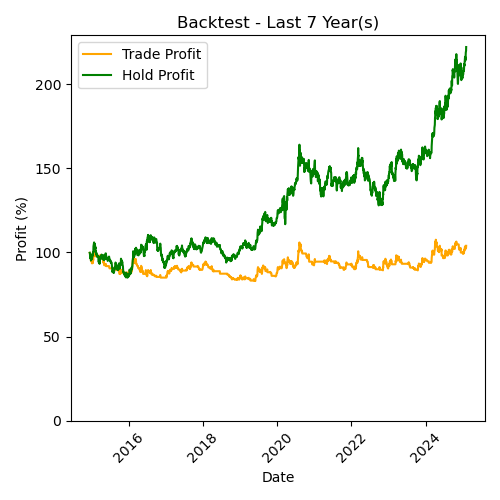 Backtest - Last 7 Year(s)
Trade Profit
Hold Profit
Profit (%)
200
150
100
50
0
2016
2018
2020
2022
2024
Date